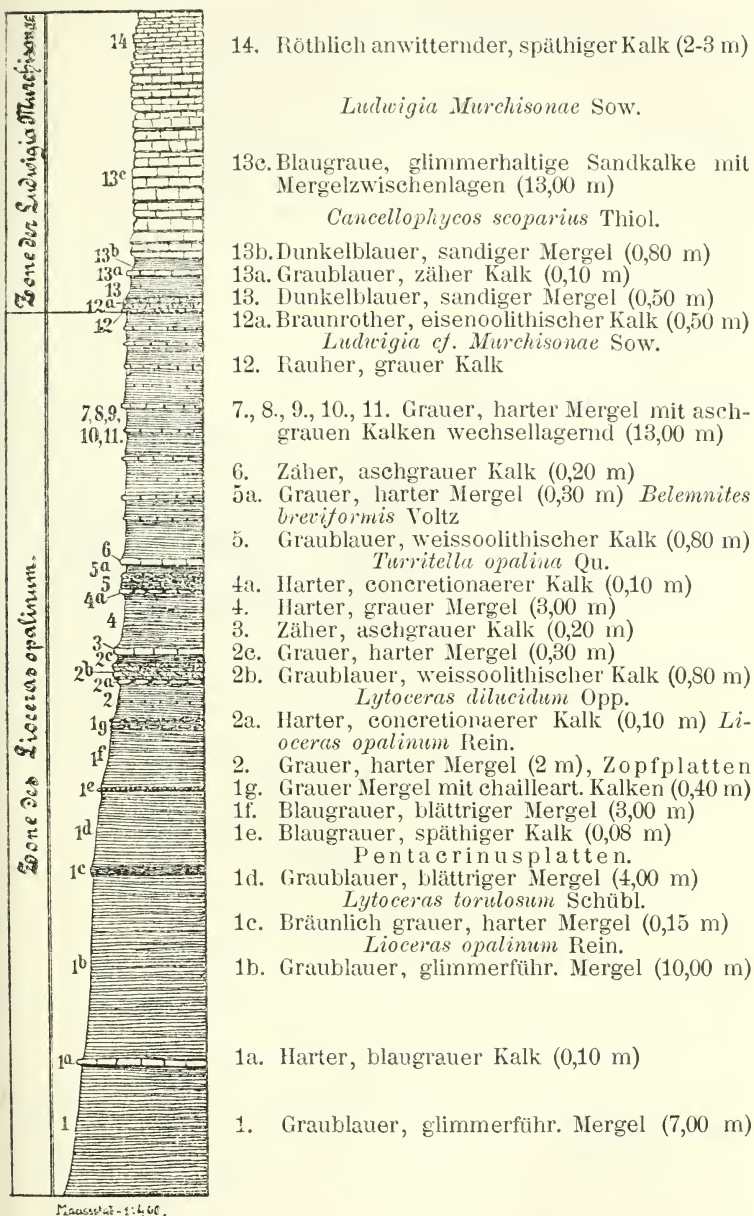 Zone der Ludwigia Murchisonae
Zone des Lioceras opalinum.
14
13c
13b
13a
13
12a
12
7,8,9,
10,11.
6
5a
5
4a
4
3
2c
2b
2a
2
1g
1f
1e
1d
1c
1b
1a
1
14. Röthlich anwitternder, späthiger Kalk (2-3 m)
Ludwigia Murchisonae Sow.
13c. Blaugraue, glimmerhaltige Sandkalke mit
Mergelzwischenlagen (13,00 m)
Cancellophycos scoparius Thiol.
13b. Dunkelblauer, sandiger Mergel (0,80 m)
13a. Graublauer, zäher Kalk (0,10 m)
13. Dunkelblauer, sandiger Mergel (0,50 m)
12a. Braunrother, eisenoolithischer Kalk (0,50 m)
Ludwigia cf. Murchisonae Sow.
12. Rauher, grauer Kalk
7., 8., 9., 10., 11. Grauer, harter Mergel mit asch-
grauen Kalken wechsellagernd (13,00 m)
6. Zäher, aschgrauer Kalk (0,20 m)
5a. Grauer, harter Mergel (0,30 m) Belemnites
breviformis Voltz
5. Graublauer, weissoolithischer Kalk (0,80 m)
Turritella opalina Qu.
4a. Harter, concretionaerer Kalk (0,10 m)
4. Harter, grauer Mergel (3,00 m)
3. Zäher, aschgrauer Kalk (0,20 m)
2c. Grauer, harter Mergel (0,30 m)
2b. Graublauer, weissoolithischer Kalk (0,80 m)
Lytoceras dilucidum Opp.
2a. Harter, concretionaerer Kalk (0,10 m) Li-
oceras opalinum Rein.
2. Grauer, harter Mergel (2 m), Zopfplatten
1g. Grauer Mergel mit chailleart. Kalken (0,40 m)
1f. Blaugrauer, blättriger Mergel (3,00 m)
1e. Blaugrauer, späthiger Kalk (0,08 m)
Pentacrinusplatten.
1d. Graublauer, blättriger Mergel (4,00 m)
Lytoceras torulosum Schübl.
1c. Bräunlich grauer, harter Mergel (0,15 m)
Lioceras opalinum Rein.
1b. Graublauer, glimmerführ. Mergel (10,00 m)
1a. Harter, blaugrauer Kalk (0,10 m)
1. Graublauer, glimmerführ. Mergel (7,00 m)